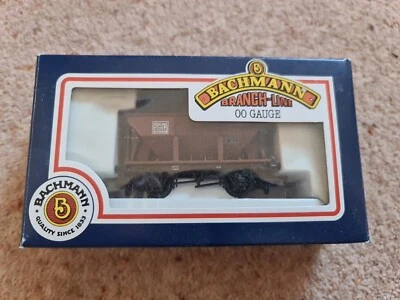 BACHMANN
BRANCH-LINE
OO GAUGE
BACHMANN
QUALITY SINCE 1833